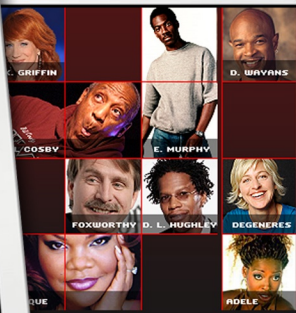 K. GRIFFIN
D. WAYANS
COSBY
E. MURPHY
FOXWORTHY
D. L. HUGHLEY
DEGENERES
QUE
ADELE